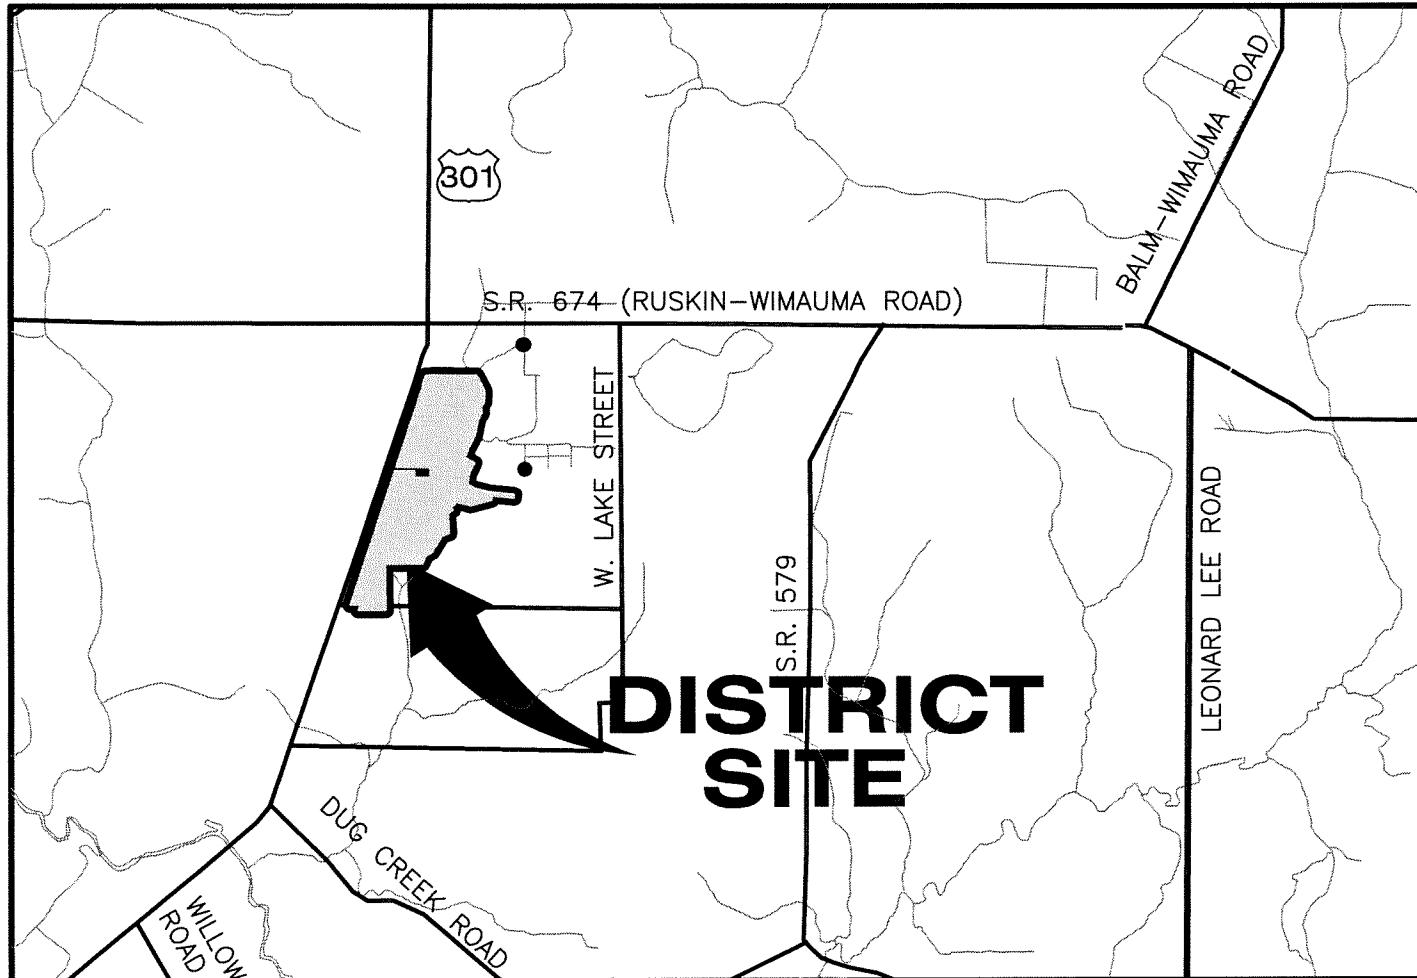 301
BALM-WIMAUMA ROAD
S.R. 674 (RUSKIN-WIMAUMA ROAD)
W. LAKE STREET
S.R. 579
LEONARD LEE ROAD
DISTRICT
SITE
DUG CREEK ROAD
WILLOW
ROAD